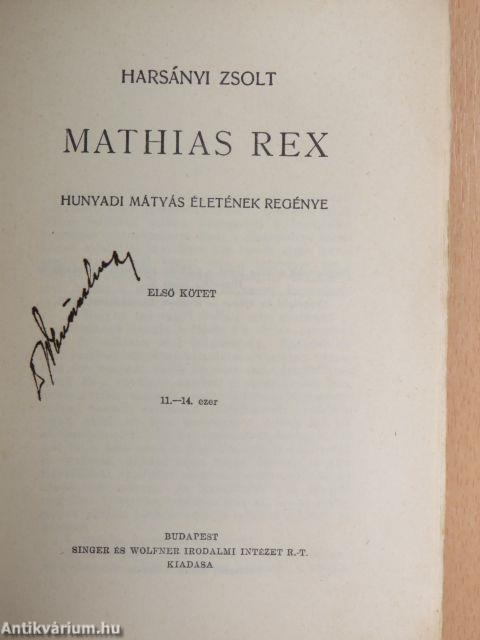 HARSÁNYI ZSOLT
MATHIAS REX
HUNYADI MÁTYÁS ÉLETÉNEK REGÉNYE
ELSŐ KÖTET
11.—14. ezer
BUDAPEST
SINGER ÉS WOLFNER IRODALMI INTÉZET R.-T.
KIADÁSA
Antikvárium.hu